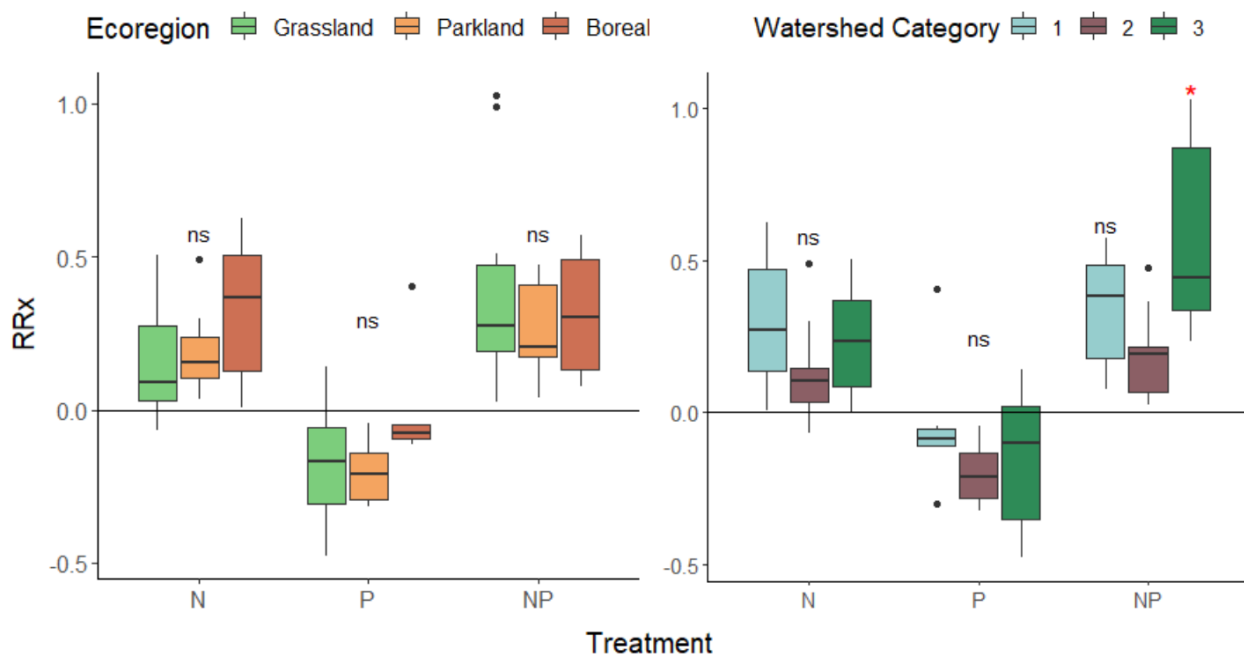 Ecoregion Grassland Parkland Boreal
Watershed Category 1 2 3
RRx
1.0
0.5
0.0
-0.5
ns
ns
ns
N P NP
1.0
0.5
0.0
-0.5
ns
ns
ns
*
N P NP
Treatment